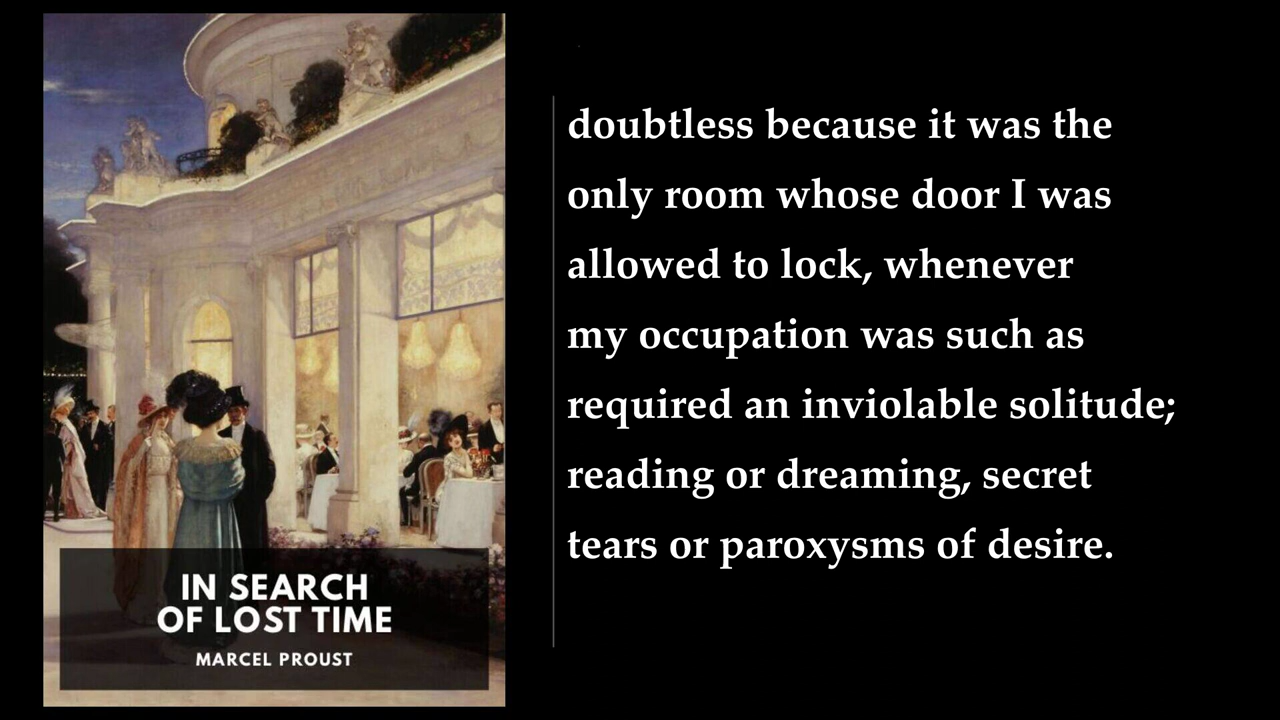 doubtless because it was the
only room whose door I was
allowed to lock, whenever
my occupation was such as
required an inviolable solitude;
reading or dreaming, secret
tears or paroxysms of desire.
IN SEARCH
OF LOST TIME
MARCEL PROUST